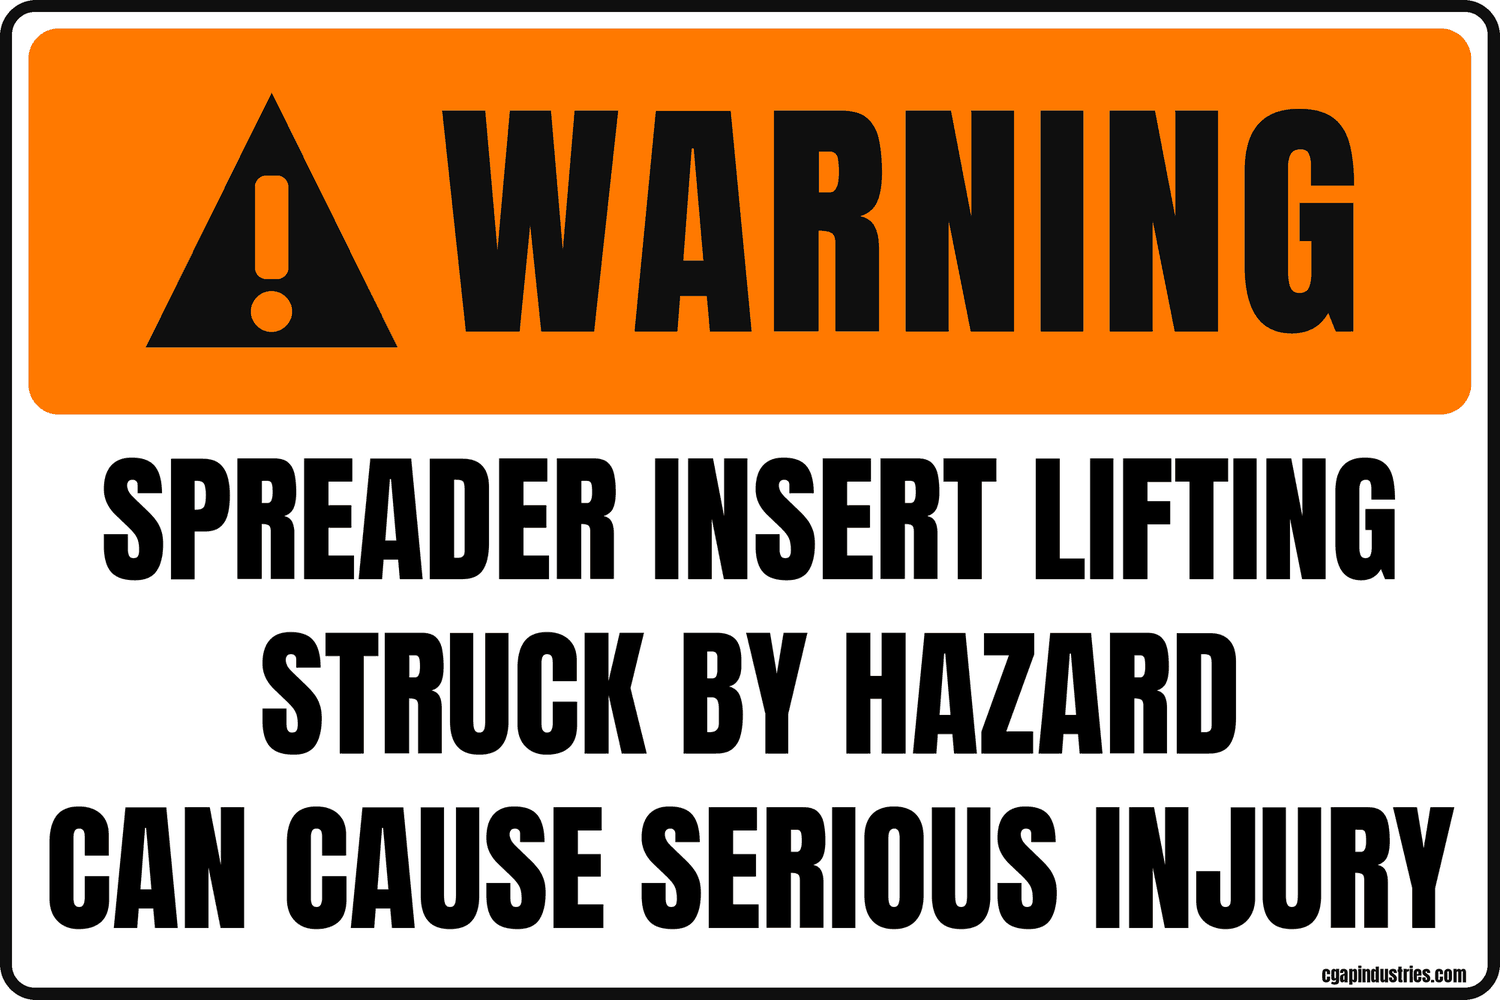 WARNING
SPREADER INSERT LIFTING
STRUCK BY HAZARD
CAN CAUSE SERIOUS INJURY
cgapindustries.com